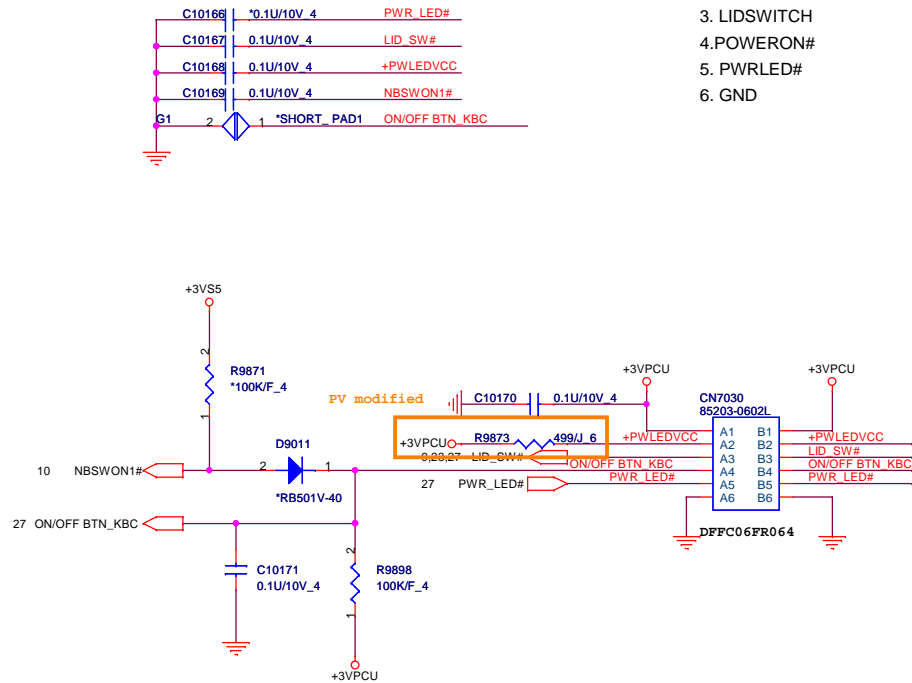 C10166 *0.1U/10V_4 PWR_LED#
C10167 0.1U/10V_4 LID_SW#
C10168 0.1U/10V_4 +PWLEDVCC
C10169 0.1U/10V_4 NBSWON1#
G1 2 1 *SHORT_ PAD1 ON/OFF BTN_KBC
3. LIDSWITCH
4.POWERON#
5. PWRLED#
6. GND
+3VS5
2
R9871
*100K/F_4
1
D9011
10 NBSWON1# 2 1
*RB501V-40
27 ON/OFF BTN_KBC
C10171
0.1U/10V_4
2
R9898
100K/F_4
1
+3VPCU
PV modified
+3VPCU +3VPCU
C10170 0.1U/10V_4
CN7030
85203-0602L
+3VPCU R9873 499/J_6 +PWLEDVCC
LID_SW#
ON/OFF BTN_KBC
27 PWR_LED# PWR_LED#
A1 B1
A2 B2 +PWLEDVCC
A3 B3 LID_SW#
A4 B4 ON/OFF BTN_KBC
A5 B5 PWR_LED#
A6 B6
DFFC06FR064